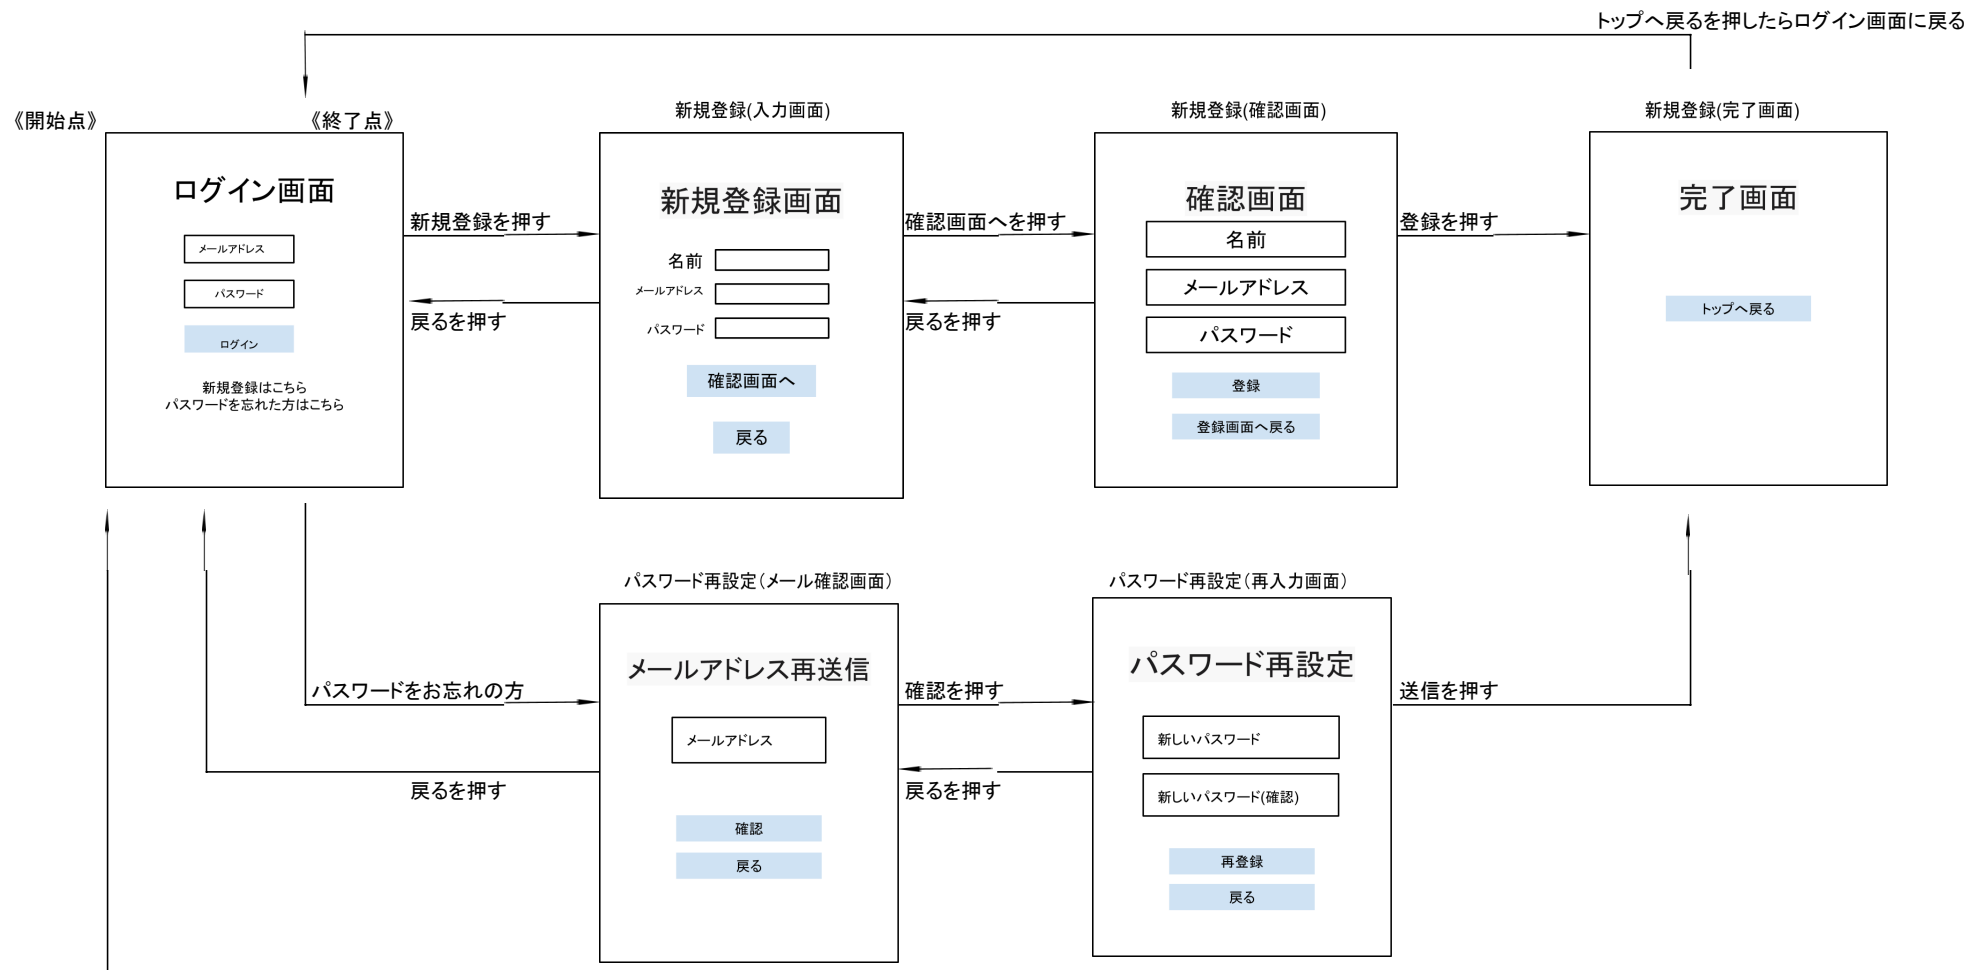 トップへ戻るを押したらログイン画面に戻る
《開始点》
《終了点》
新規登録(入力画面)
新規登録(確認画面)
新規登録(完了画面)
ログイン画面
メールアドレス
パスワード
ログイン
新規登録はこちら
パスワードを忘れた方はこちら
新規登録を押す
戻るを押す
新規登録画面
名前
メールアドレス
パスワード
確認画面へ
戻る
確認画面へを押す
戻るを押す
確認画面
名前
メールアドレス
パスワード
登録
登録画面へ戻る
登録を押す
完了画面
トップへ戻る
パスワード再設定（メール確認画面）
パスワード再設定（再入力画面）
パスワードをお忘れの方
戻るを押す
メールアドレス再送信
メールアドレス
確認
戻る
確認を押す
戻るを押す
パスワード再設定
新しいパスワード
新しいパスワード(確認)
再登録
戻る
送信を押す